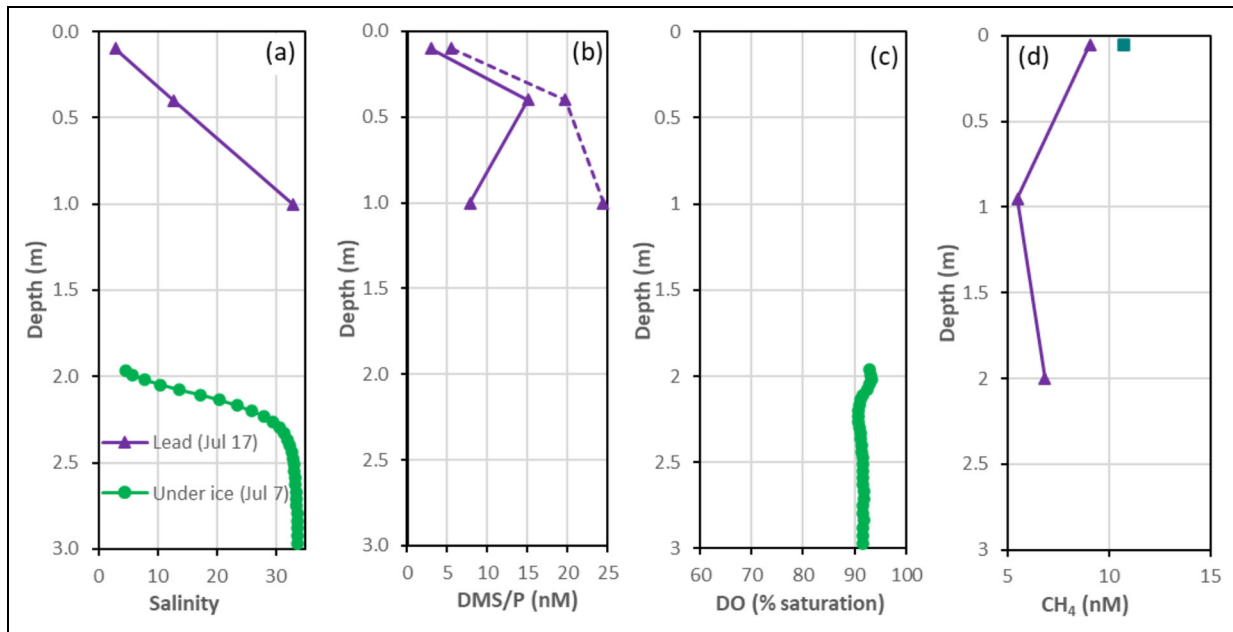 (a)
0.0
0.5
1.0
1.5
2.0
2.5
3.0
Depth (m)
Lead (Jul 17)
Under ice (Jul 7)
0 10 20 30
Salinity
(b)
0.0
0.5
1.0
1.5
2.0
2.5
3.0
Depth (m)
0 5 10 15 20 25
DMS/P (nM)
(c)
0
0.5
1
1.5
2
2.5
3
Depth (m)
60 70 80 90 100
DO (% saturation)
(d)
0
0.5
1
1.5
2
2.5
3
Depth (m)
5 10 15
CH₄ (nM)